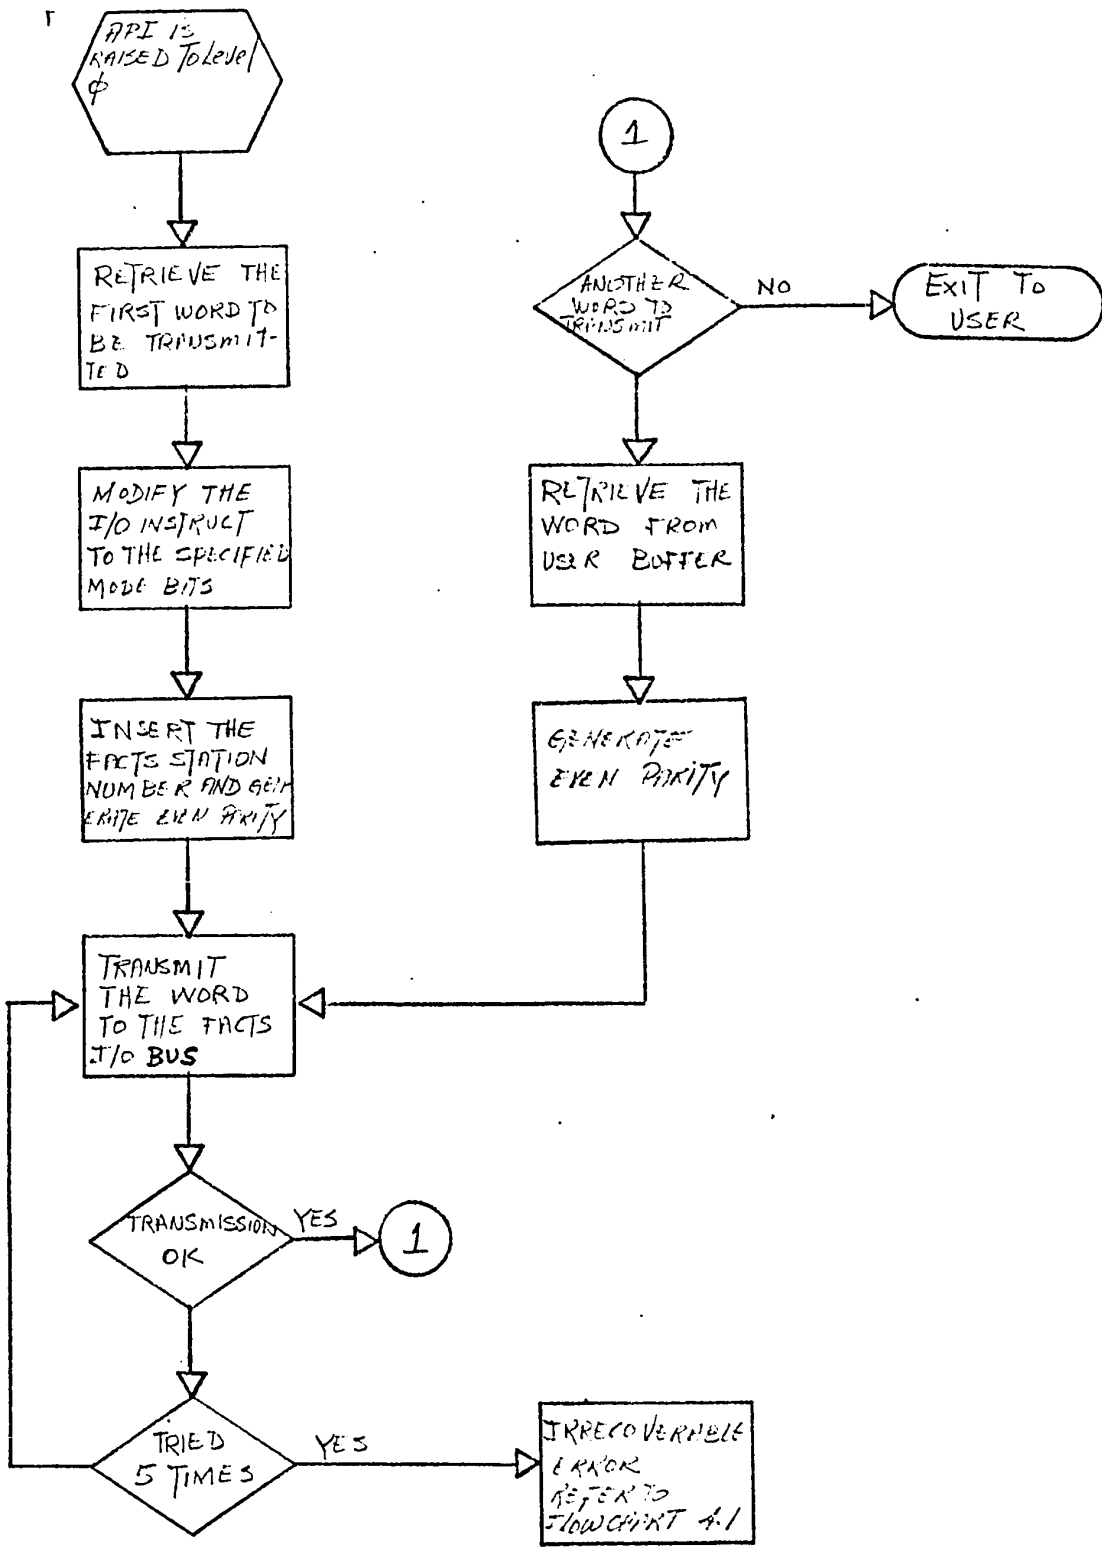 API IS
RAISED TO Level
φ
RETRIEVE THE
FIRST WORD TO
BE TRANSMIT-
TED
MODIFY THE
I/O INSTRUCT
TO THE SPECIFIED
MODE BITS
INSERT THE
FACTS STATION
NUMBER AND GEN
ERATE EVEN PARITY
TRANSMIT
THE WORD
TO THE FACTS
I/O BUS
TRANSMISSION
OK
YES
1
TRIED
5 TIMES
YES
IRRECOVERABLE
ERROR
REFER TO
FLOWCHART 4.1
1
ANOTHER
WORD TO
TRANSMIT
NO
EXIT TO
USER
RETRIEVE THE
WORD FROM
USER BUFFER
GENERATE
EVEN PARITY